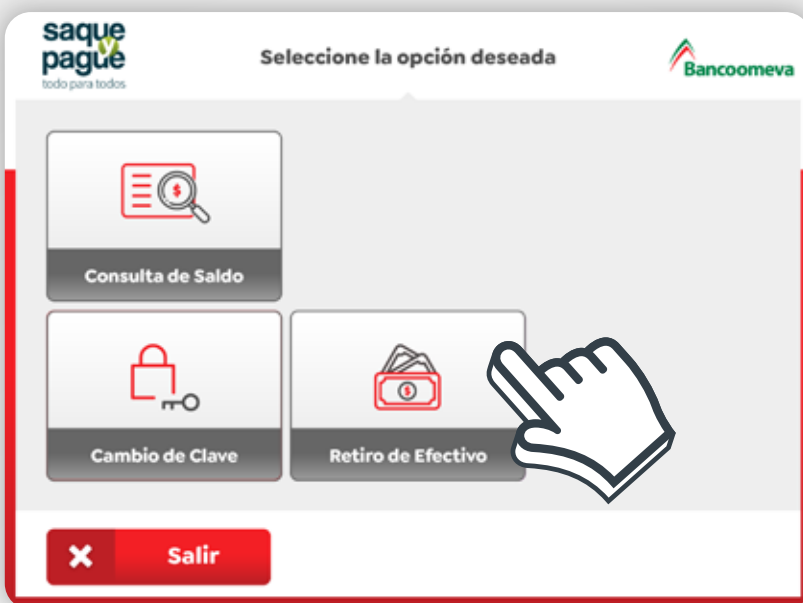 saque
y
pague
todo para todos
Seleccione la opción deseada
Bancoomeva
$
Consulta de Saldo
$
Cambio de Clave
Retiro de Efectivo
Salir